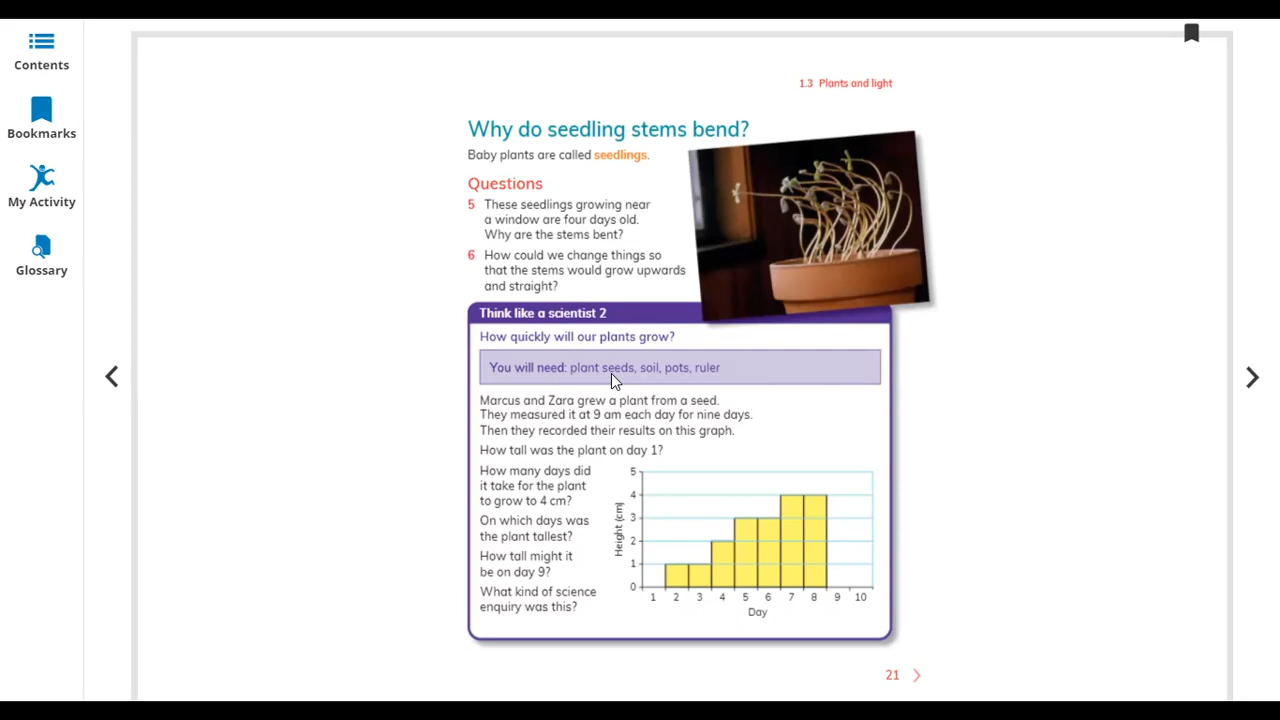 Contents
Bookmarks
My Activity
Glossary
1.3 Plants and light
Why do seedling stems bend?
Baby plants are called seedlings.
Questions
5 These seedlings growing near
a window are four days old.
Why are the stems bent?
6 How could we change things so
that the stems would grow upwards
and straight?
Think like a scientist 2
How quickly will our plants grow?
You will need: plant seeds, soil, pots, ruler
Marcus and Zara grew a plant from a seed.
They measured it at 9 am each day for nine days.
Then they recorded their results on this graph.
How tall was the plant on day 1?
How many days did
it take for the plant
to grow to 4 cm?
On which days was
the plant tallest?
How tall might it
be on day 9?
What kind of science
enquiry was this?
Height (cm)
5
4
3
2
1
0
1 2 3 4 5 6 7 8 9 10
Day
21